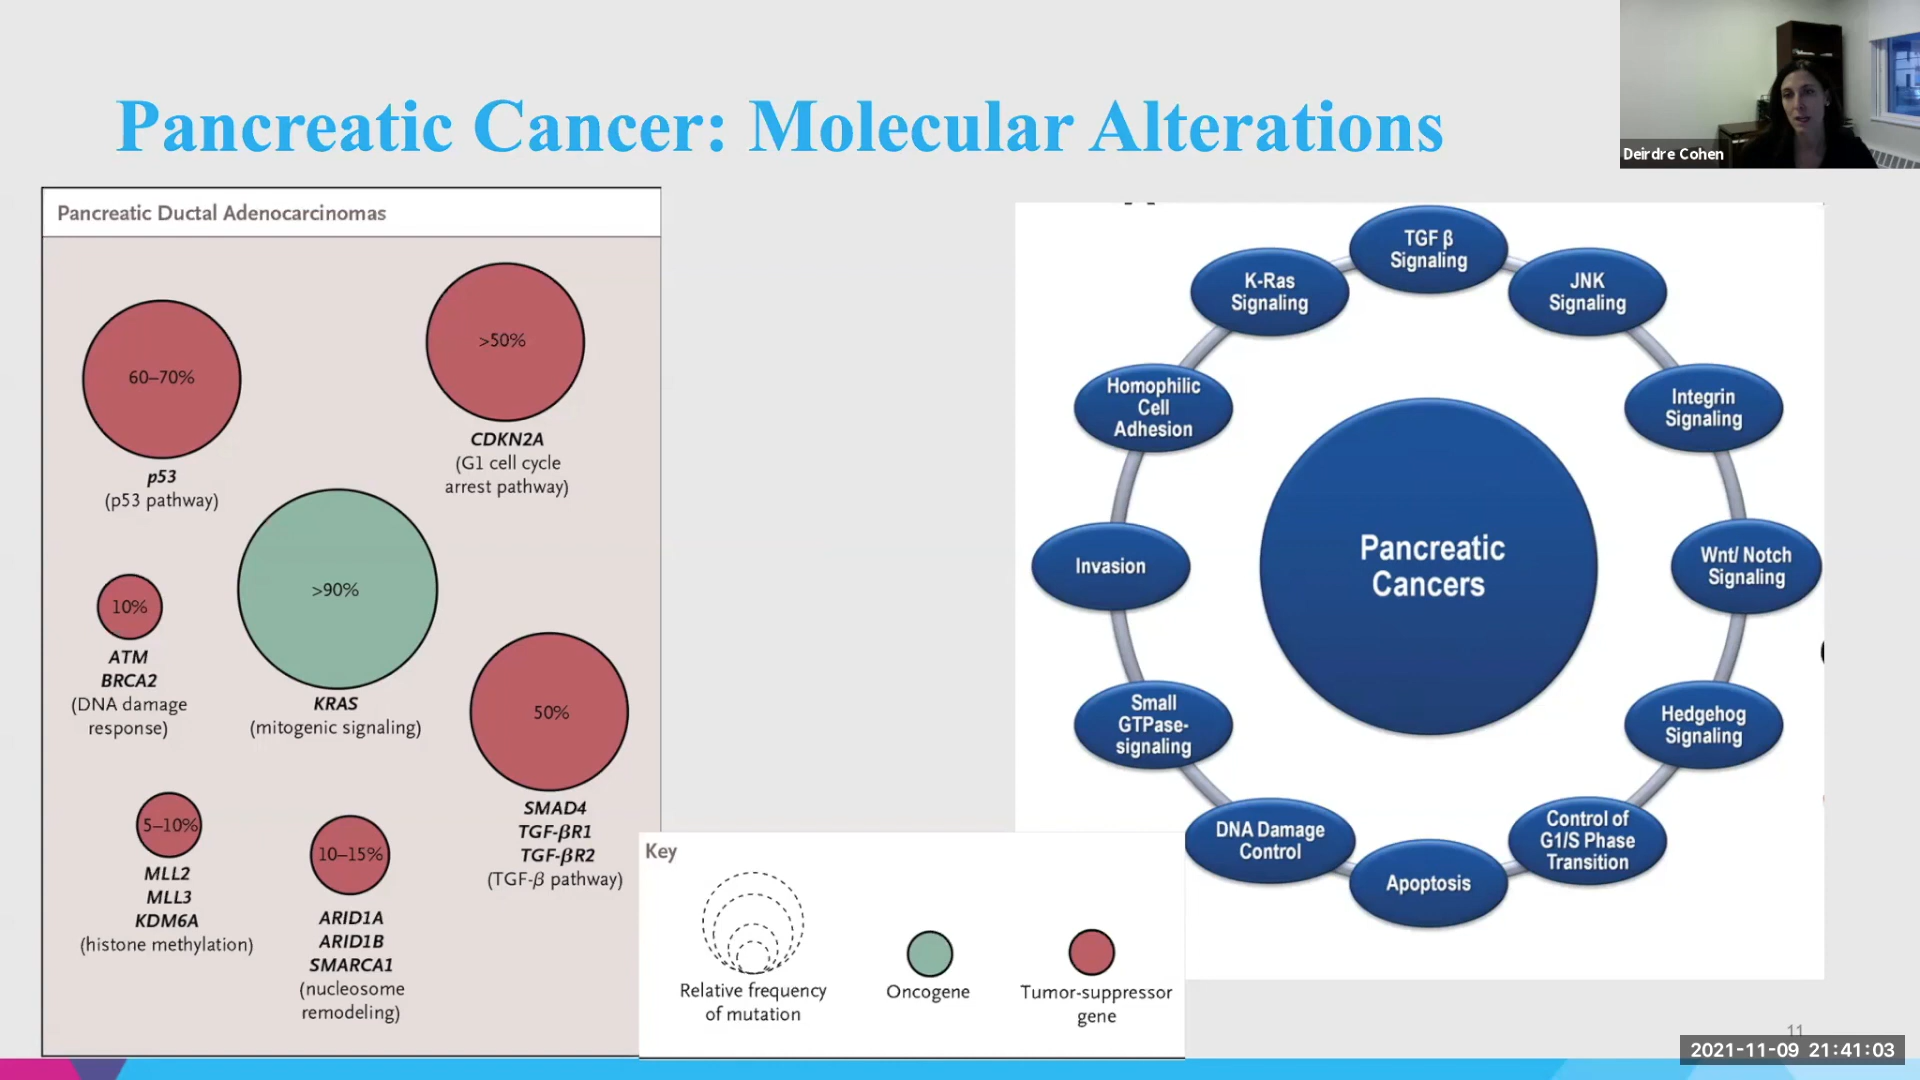 Pancreatic Cancer: Molecular Alterations
Deirdre Cohen
Pancreatic Ductal Adenocarcinomas
60–70%
p53
(p53 pathway)
>50%
CDKN2A
(G1 cell cycle
arrest pathway)
>90%
KRAS
(mitogenic signaling)
10%
ATM
BRCA2
(DNA damage
response)
50%
SMAD4
TGF-βR1
TGF-βR2
(TGF-β pathway)
5–10%
MLL2
MLL3
KDM6A
(histone methylation)
10–15%
ARID1A
ARID1B
SMARCA1
(nucleosome
remodeling)
Key
Relative frequency
of mutation
Oncogene
Tumor-suppressor
gene
Pancreatic
Cancers
TGF β
Signaling
JNK
Signaling
Integrin
Signaling
Wnt/ Notch
Signaling
Hedgehog
Signaling
Control of
G1/S Phase
Transition
Apoptosis
DNA Damage
Control
Small
GTPase-
signaling
Invasion
Homophilic
Cell
Adhesion
K-Ras
Signaling
11
2021-11-09 21:41:03